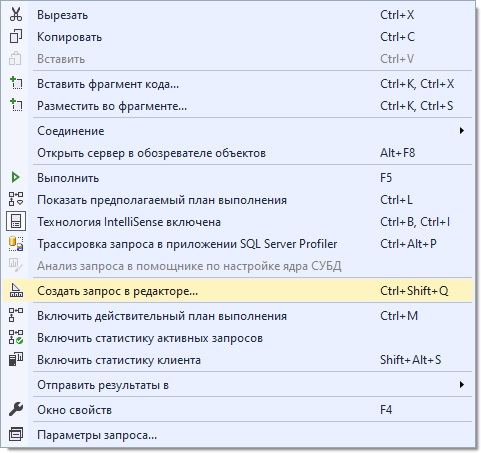 Вырезать Ctrl+X
Копировать Ctrl+C
Вставить Ctrl+V
Вставить фрагмент кода... Ctrl+K, Ctrl+X
Разместить во фрагменте... Ctrl+K, Ctrl+S
Соединение
Открыть сервер в обозревателе объектов Alt+F8
Выполнить F5
Показать предполагаемый план выполнения Ctrl+L
Технология IntelliSense включена Ctrl+B, Ctrl+I
Трассировка запроса в приложении SQL Server Profiler Ctrl+Alt+P
Анализ запроса в помощнике по настройке ядра СУБД
Создать запрос в редакторе... Ctrl+Shift+Q
Включить действительный план выполнения Ctrl+M
Включить статистику активных запросов
Включить статистику клиента Shift+Alt+S
Отправить результаты в
Окно свойств F4
Параметры запроса...